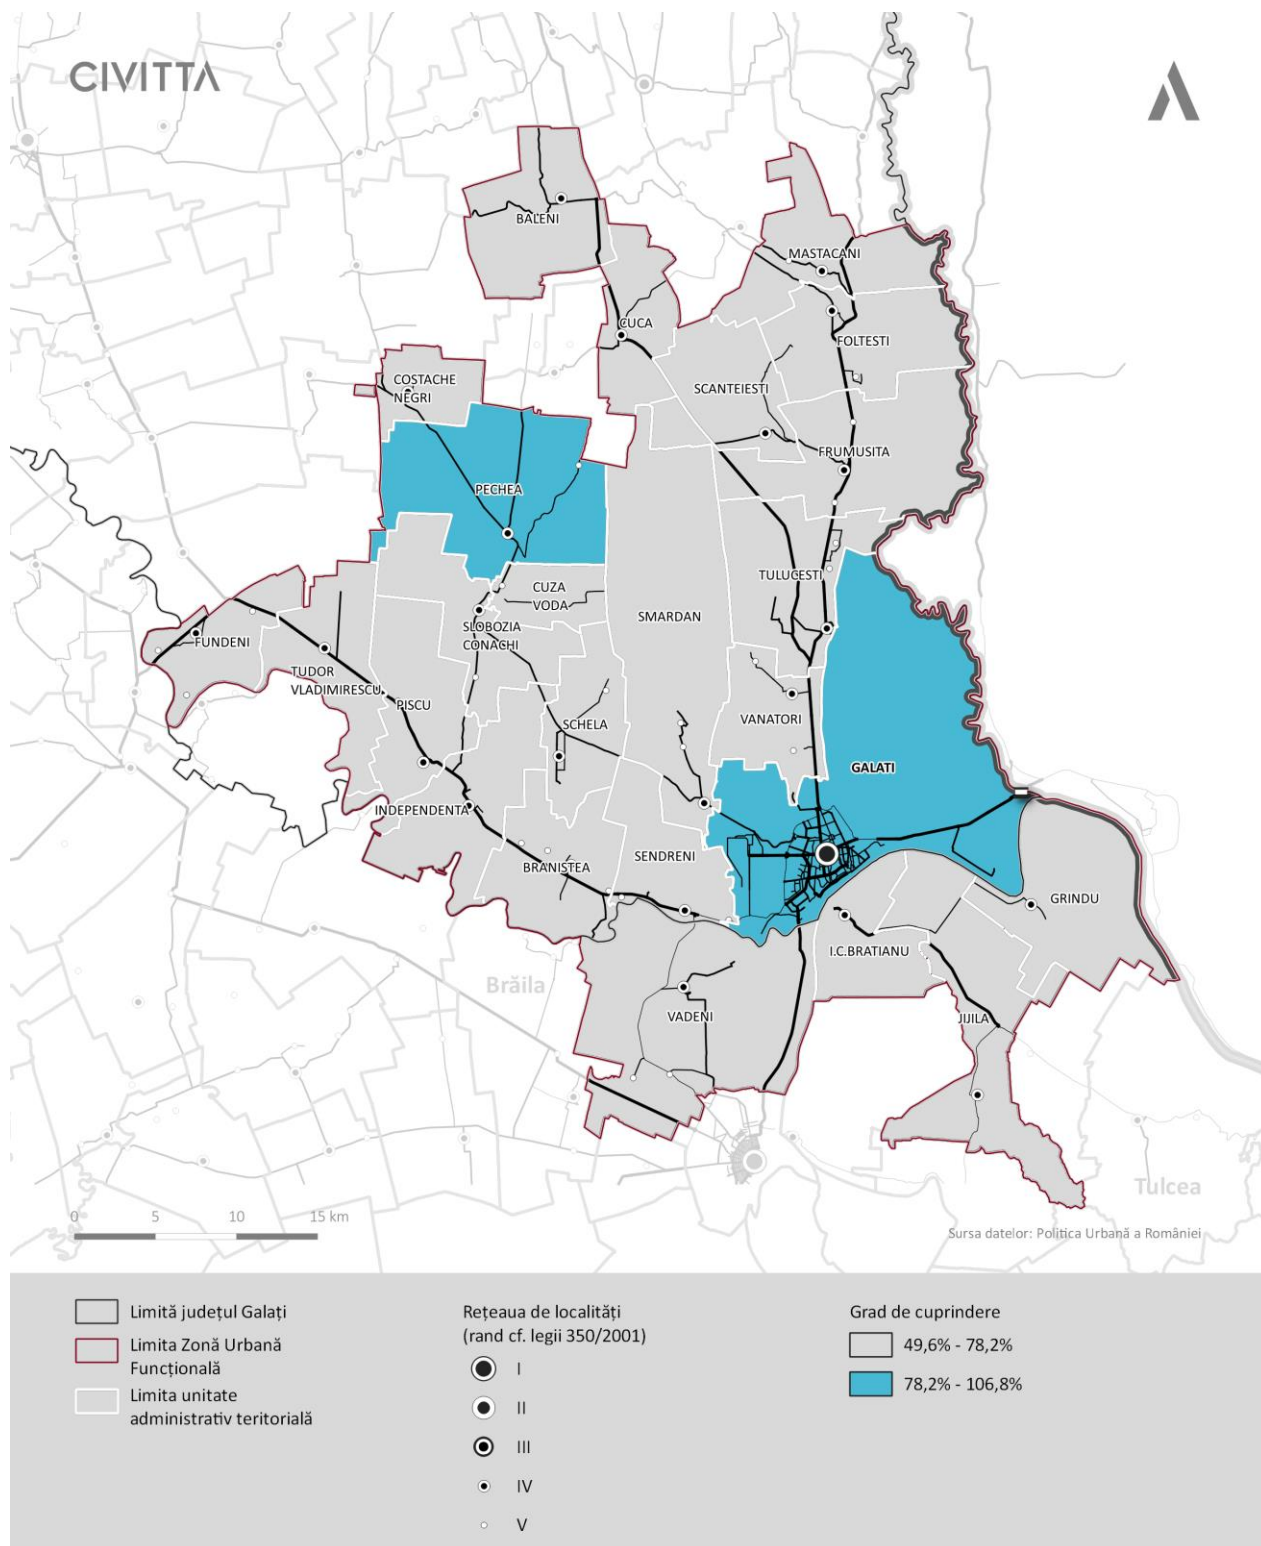 CIVITTA
BALENI
MASTACANI
CUCA
FOLTESTI
COSTACHE
NEGRI
SCANTEIESTI
FRUMUSITA
PECHEA
CUZA
VODA
TULUCESTI
SMARDAN
SLOBOZIA
CONACHI
FUNDENI
TUDOR
VLADIMIRESCU
PISCU
SCHELA
VANATORI
GALATI
INDEPENDENTA
BRANISTEA
SENDRENI
GRINDU
I.C.BRATIANU
Brăila
VADENI
JIJILA
Tulcea
0 5 10 15 km
Sursa datelor: Politica Urbană a României
Limită județul Galați
Limita Zonă Urbană
Funcțională
Limita unitate
administrativ teritorială
Rețeaua de localități
(rand cf. legii 350/2001)
I
II
III
IV
V
Grad de cuprindere
49,6% - 78,2%
78,2% - 106,8%